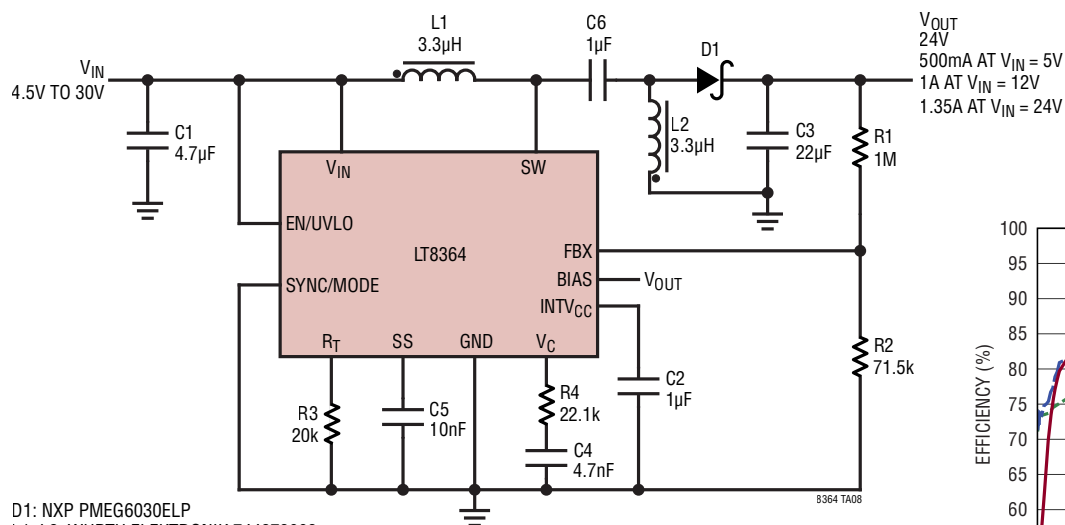 L1
3.3µH
C6
1µF
D1
VOUT
24V
500mA AT VIN = 5V
1A AT VIN = 12V
1.35A AT VIN = 24V
VIN
4.5V TO 30V
C1
4.7µF
L2
3.3µH
C3
22µF
R1
1M
VIN
SW
EN/UVLO
LT8364
FBX
SYNC/MODE
BIAS
VOUT
INTVCC
RT
SS
GND
VC
R2
71.5k
C2
1µF
R3
20k
C5
10nF
R4
22.1k
C4
4.7nF
8364 TA08
D1: NXP PMEG6030ELP
EFFICIENCY (%)
100
95
90
85
80
75
70
65
60